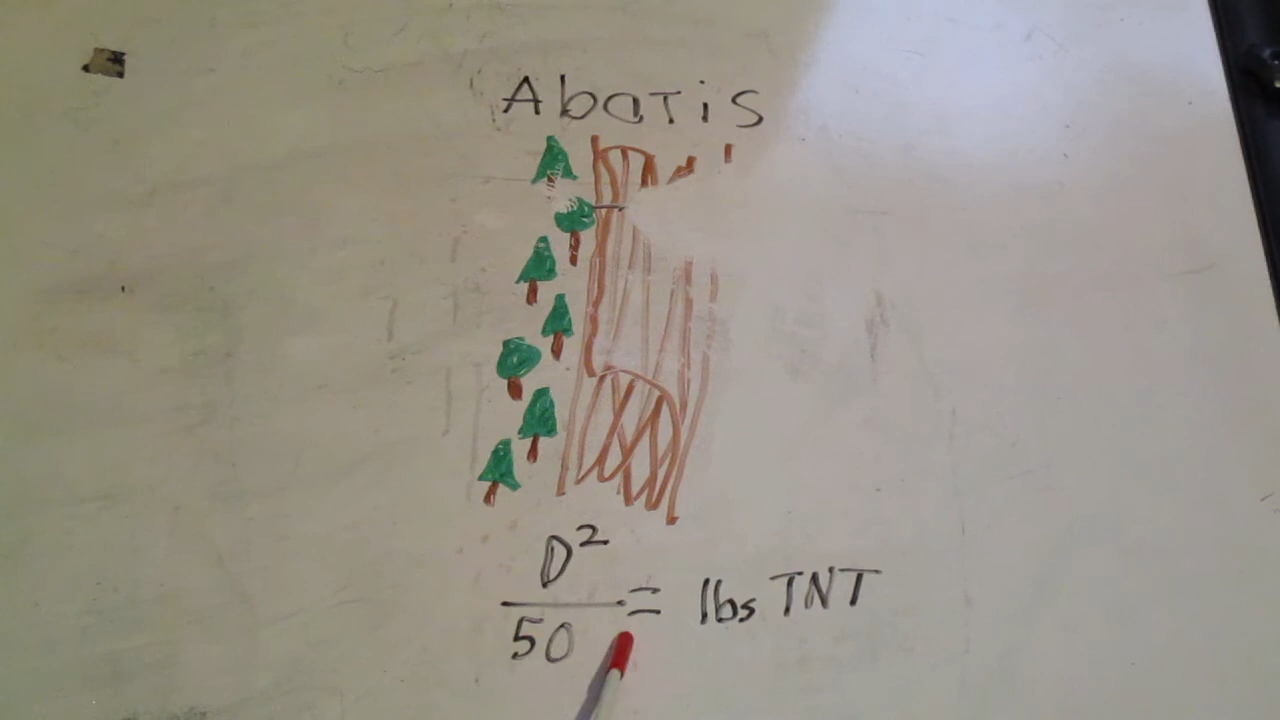 Abatis
D²
50 = lbs TNT